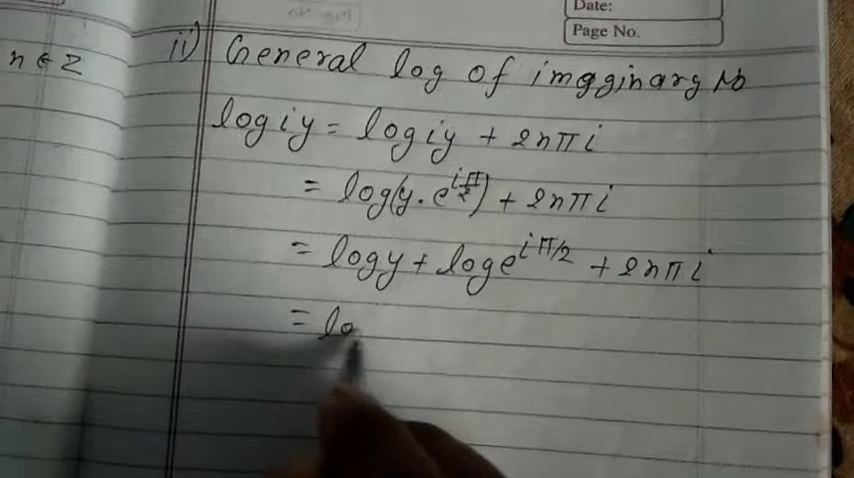 Date:
Page No.
n ∈ Z
ii) General log of imagginary No
log iy = log iy + 2nπi
= log(y. e^{iπ/2}) + 2nπi
= log y + log e^{iπ/2} + 2nπi
= lo